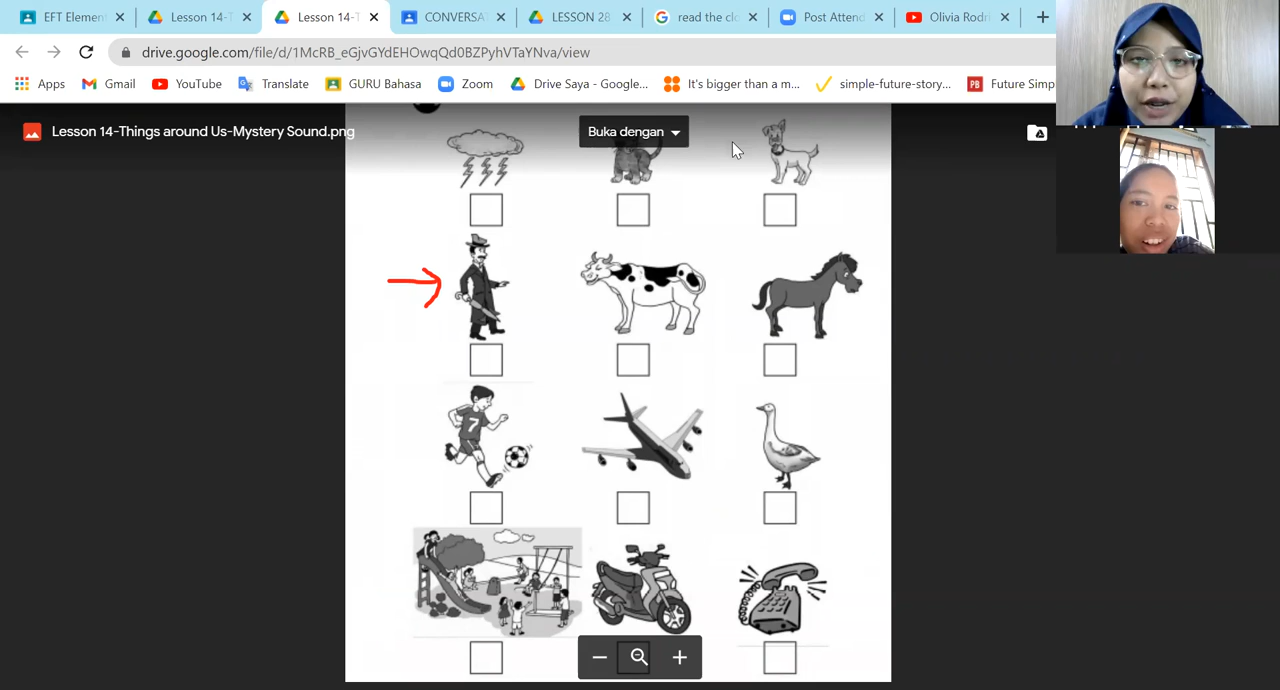 EFT Elemen
Lesson 14-T
Lesson 14-T
CONVERSA
LESSON 28
read the clo
Post Attend
Olivia Rodri
drive.google.com/file/d/1McRB_eGjvGYdEHOwqQd0BZPyhVTaYNva/view
Apps
Gmail
YouTube
Translate
GURU Bahasa
Zoom
Drive Saya - Google...
It's bigger than a m...
simple-future-story...
PB
Future Simp
Lesson 14-Things around Us-Mystery Sound.png
Buka dengan
7